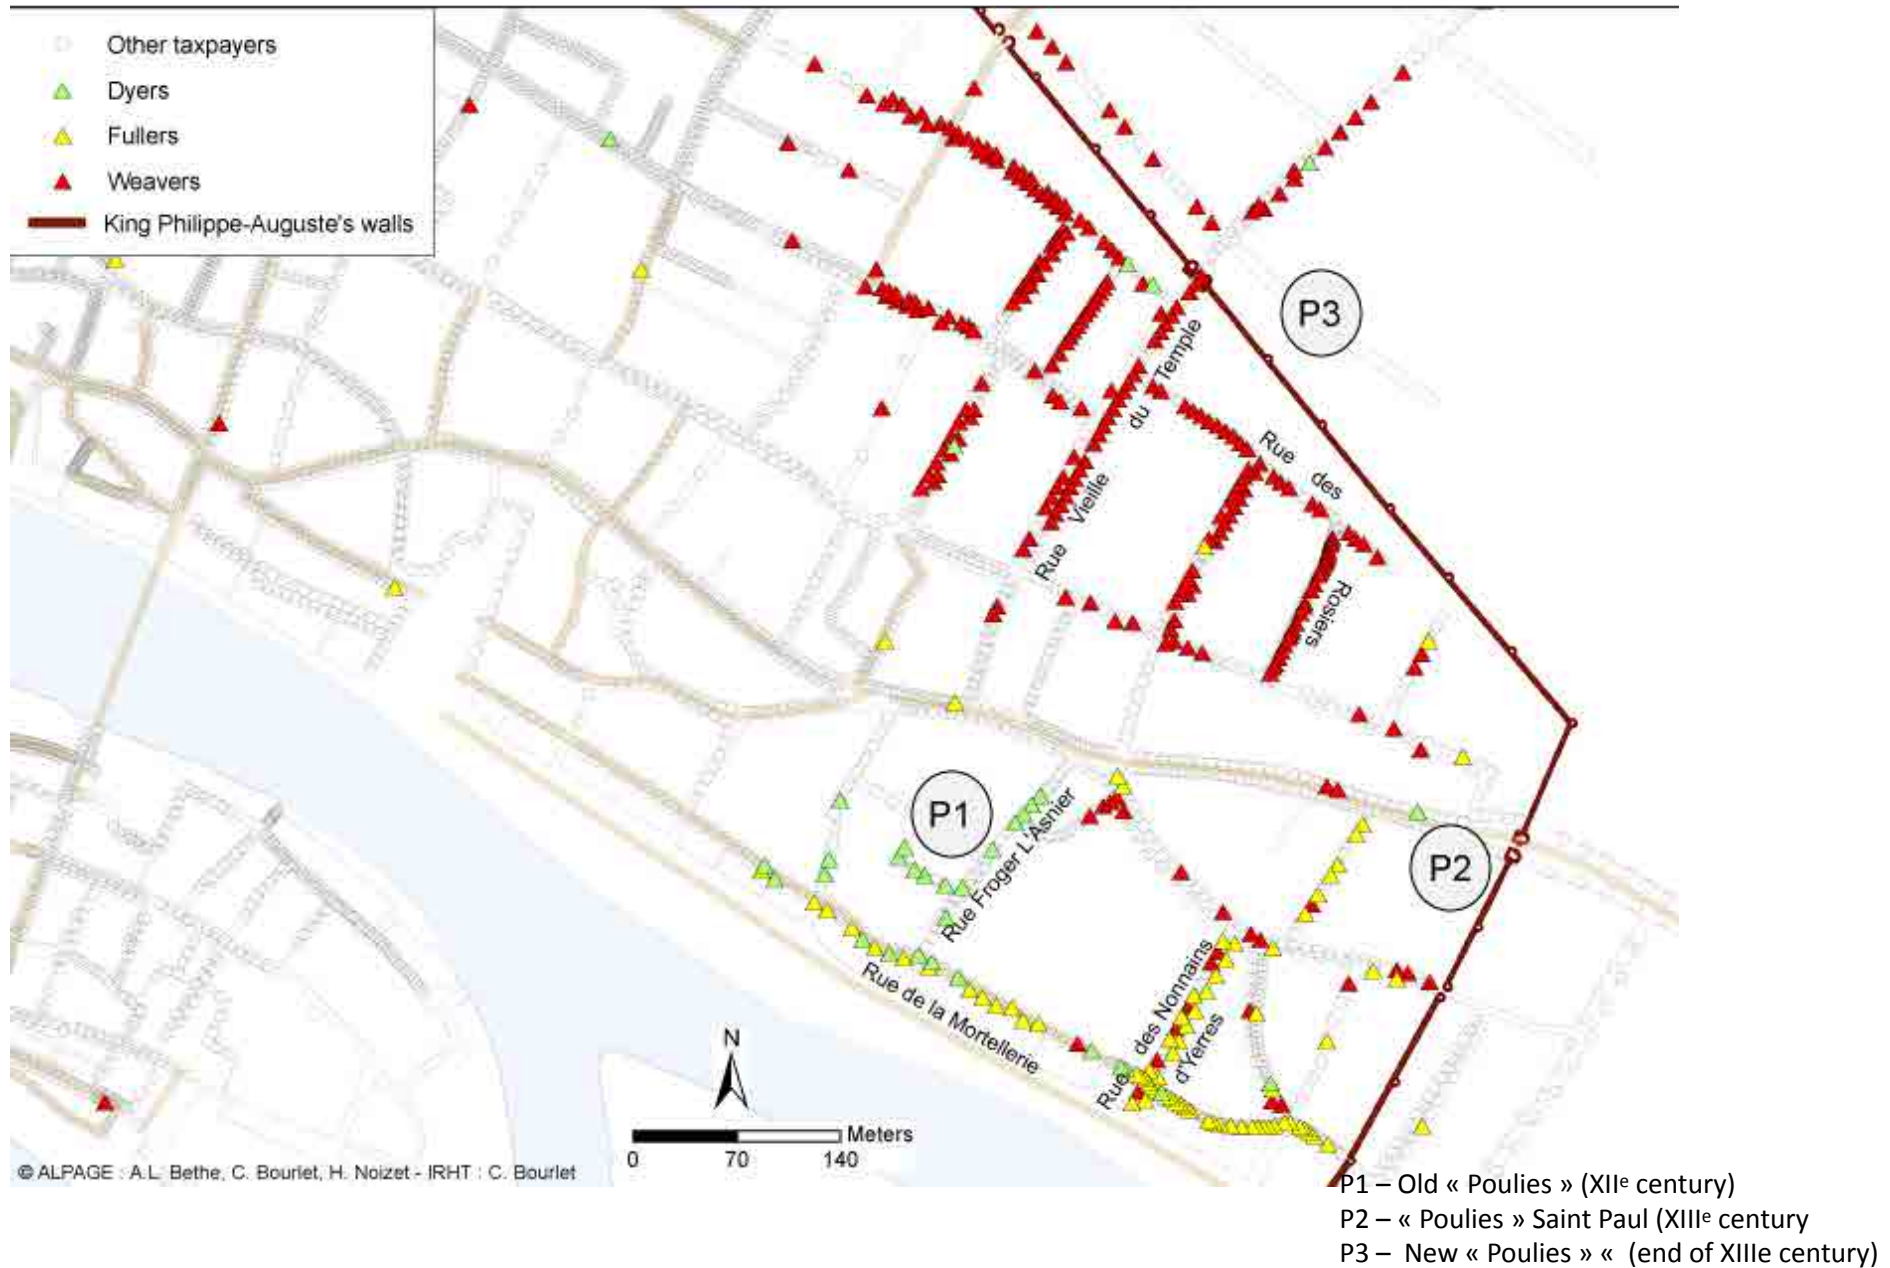 Other taxpayers
Dyers
Fullers
Weavers
King Philippe-Auguste's walls
P3
Rue Vieille du Temple
Rue des Rosiers
P1
Rue Froger L'Asnier
P2
Rue de la Mortellerie
Rue des Nonnains d'Yerres
N
Meters
0 70 140
© ALPAGE : A.L. Bethe, C. Bourlet, H. Noizet - IRHT : C. Bourlet
P1 – Old « Poulies » (XIIᵉ century)
P2 – « Poulies » Saint Paul (XIIIᵉ century
P3 – New « Poulies » « (end of XIIIe century)